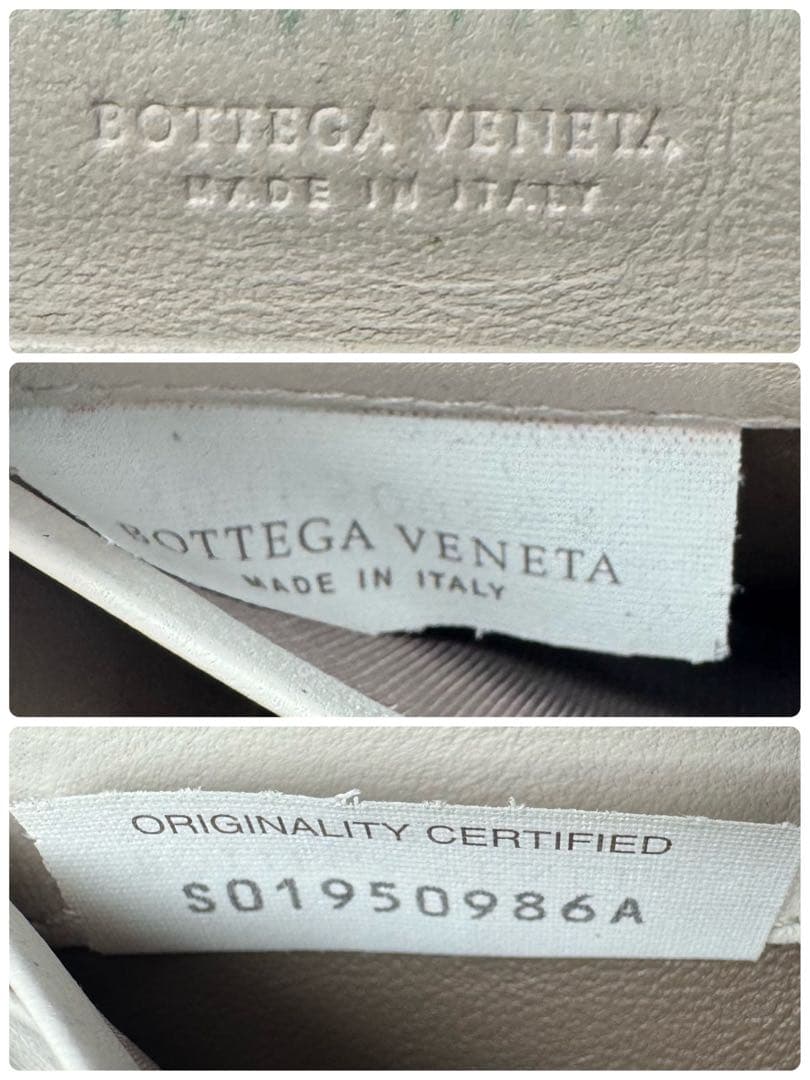 BOTTEGA VENETA
MADE IN ITALY
BOTTEGA VENETA
MADE IN ITALY
ORIGINALITY CERTIFIED
S01950986A